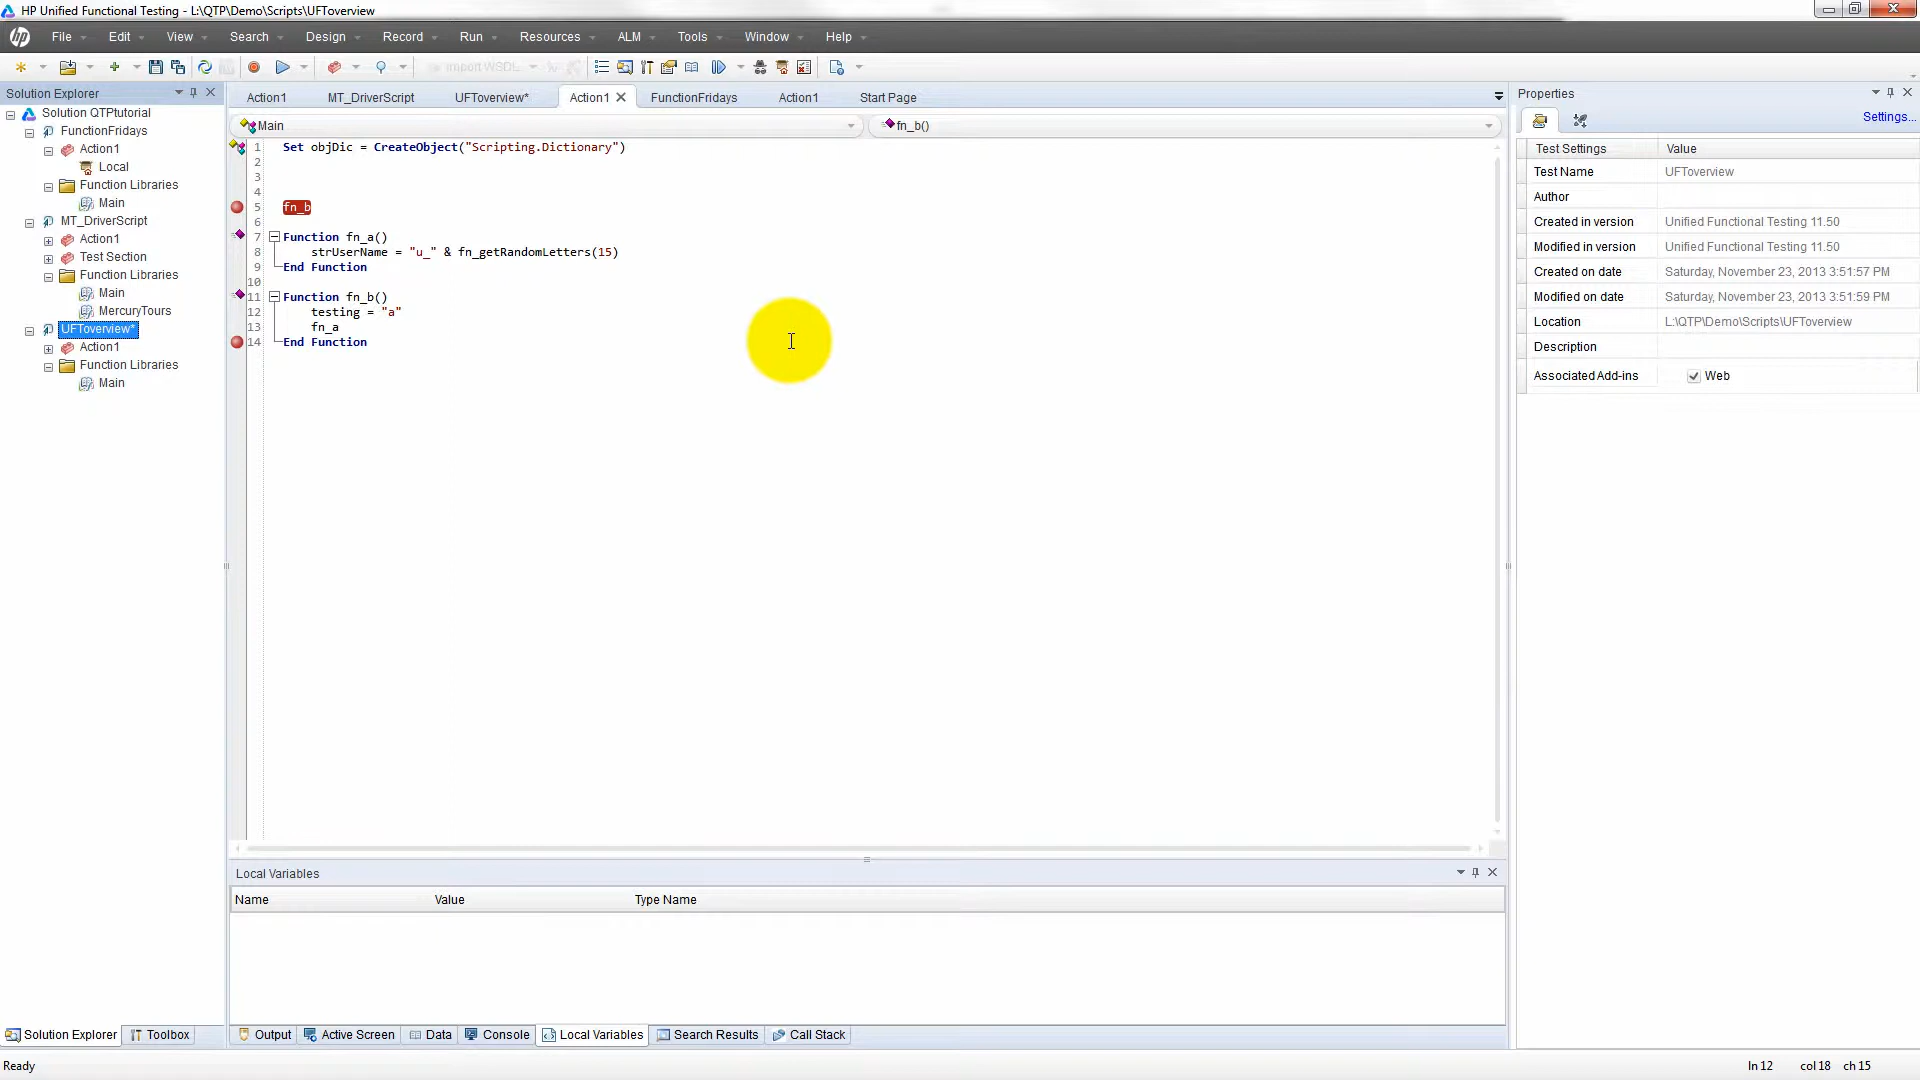 HP Unified Functional Testing - L:\QTP\Demo\Scripts\UFToverview
hp File Edit View Search Design Record Run Resources ALM Tools Window Help
Import WSDL
Solution Explorer
Solution QTPtutorial
FunctionFridays
Action1
Local
Function Libraries
Main
MT_DriverScript
Action1
Test Section
Function Libraries
Main
MercuryTours
UFToverview*
Action1
Function Libraries
Main
Solution Explorer Toolbox
Action1 MT_DriverScript UFToverview* Action1 FunctionFridays Action1 Start Page
Main fn_b()
1 Set objDic = CreateObject("Scripting.Dictionary")
2
3
4
5 fn_b
6
7 Function fn_a()
8 strUserName = "u_" & fn_getRandomLetters(15)
9 End Function
10
11 Function fn_b()
12 testing = "a"
13 fn_a
14 End Function
Local Variables
Name Value Type Name
Output Active Screen Data Console Local Variables Search Results Call Stack
Properties
Settings...
Test Settings Value
Test Name UFToverview
Author
Created in version Unified Functional Testing 11.50
Modified in version Unified Functional Testing 11.50
Created on date Saturday, November 23, 2013 3:51:57 PM
Modified on date Saturday, November 23, 2013 3:51:59 PM
Location L:\QTP\Demo\Scripts\UFToverview
Description
Associated Add-ins Web
Ready ln 12 col 18 ch 15